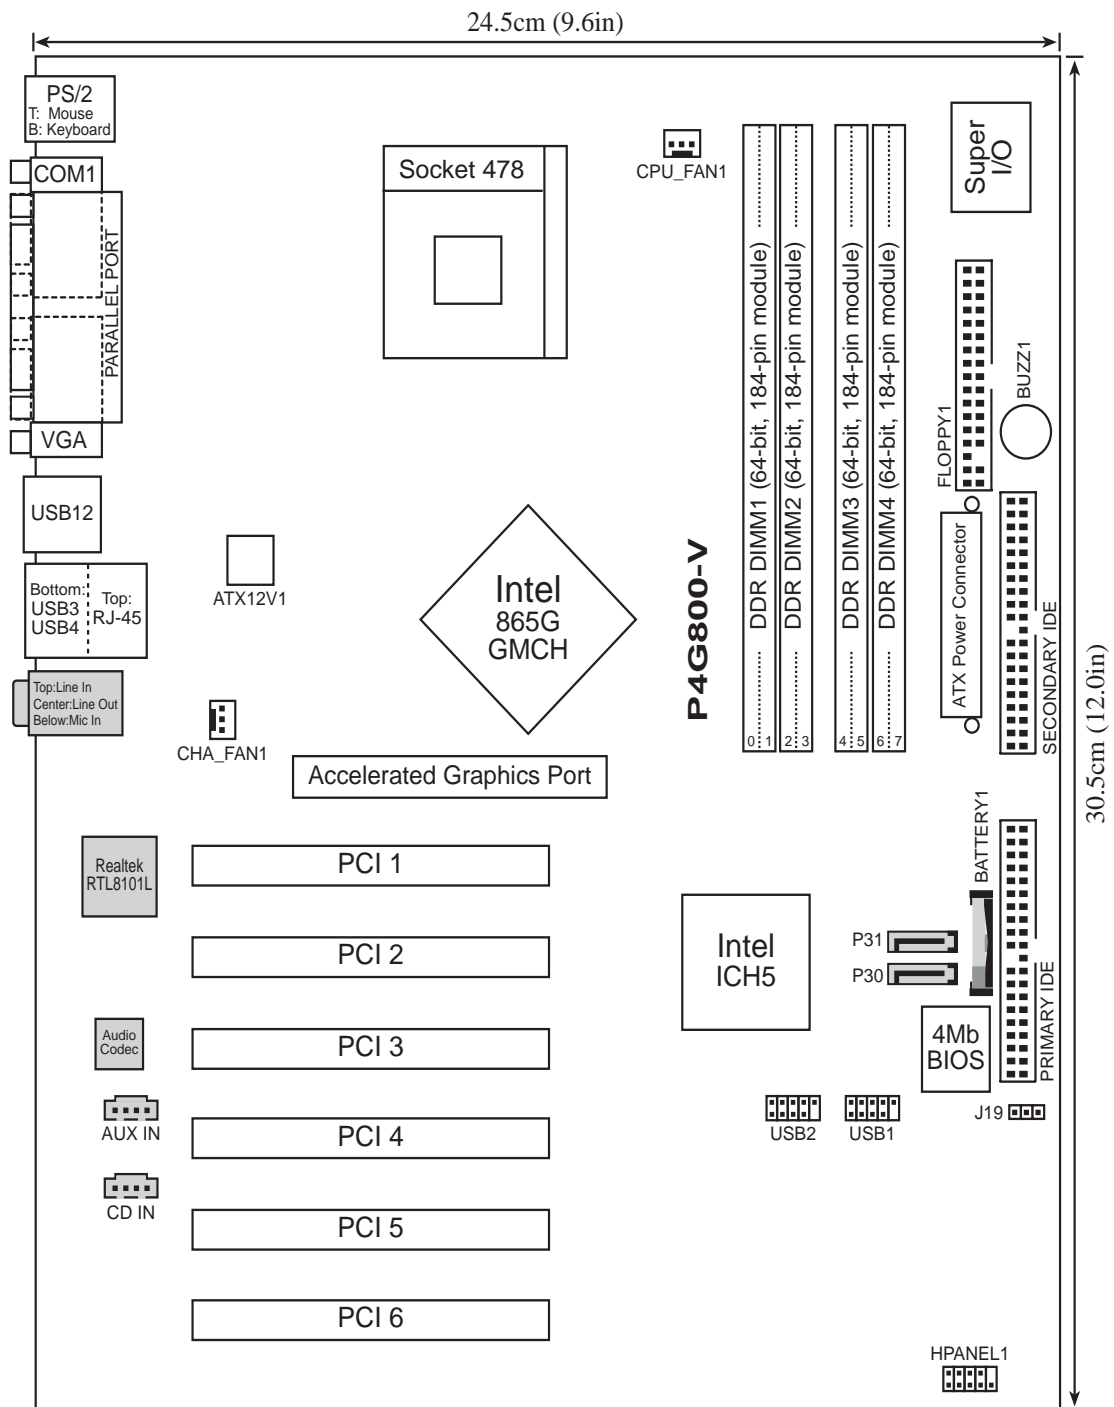 24.5cm (9.6in)
PS/2
T: Mouse
B: Keyboard
COM1
PARALLEL PORT
VGA
USB12
Bottom:
USB3
USB4
Top:
RJ-45
Top:Line In
Center:Line Out
Below:Mic In
Socket 478
CPU_FAN1
Super
I/O
DDR DIMM1 (64-bit, 184-pin module)
DDR DIMM2 (64-bit, 184-pin module)
DDR DIMM3 (64-bit, 184-pin module)
DDR DIMM4 (64-bit, 184-pin module)
0 1
2 3
4 5
6 7
FLOPPY1
BUZZ1
ATX Power Connector
SECONDARY IDE
30.5cm (12.0in)
ATX12V1
Intel
865G
GMCH
P4G800-V
CHA_FAN1
Accelerated Graphics Port
Realtek
RTL8101L
PCI 1
PCI 2
PCI 3
PCI 4
PCI 5
PCI 6
Audio
Codec
AUX IN
CD IN
Intel
ICH5
P31
P30
BATTERY1
PRIMARY IDE
4Mb
BIOS
USB2
USB1
J19
HPANEL1